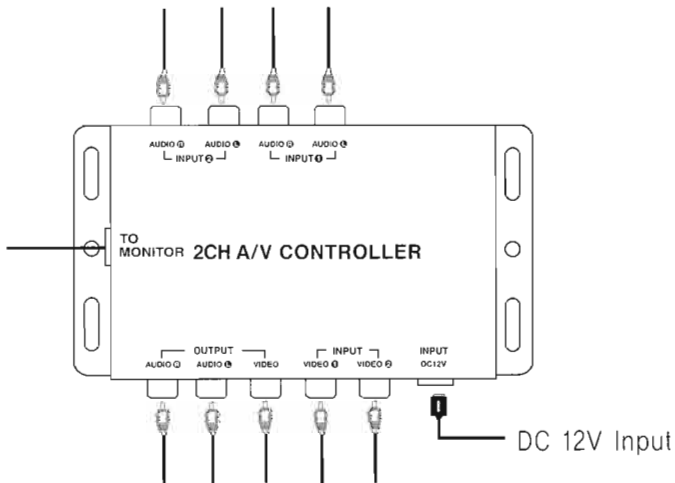 AUDIO R AUDIO L AUDIO R AUDIO L
INPUT 2 INPUT 1
TO
MONITOR
2CH A/V CONTROLLER
OUTPUT INPUT INPUT
AUDIO R AUDIO L VIDEO VIDEO 1 VIDEO 2 DC12V
DC 12V Input